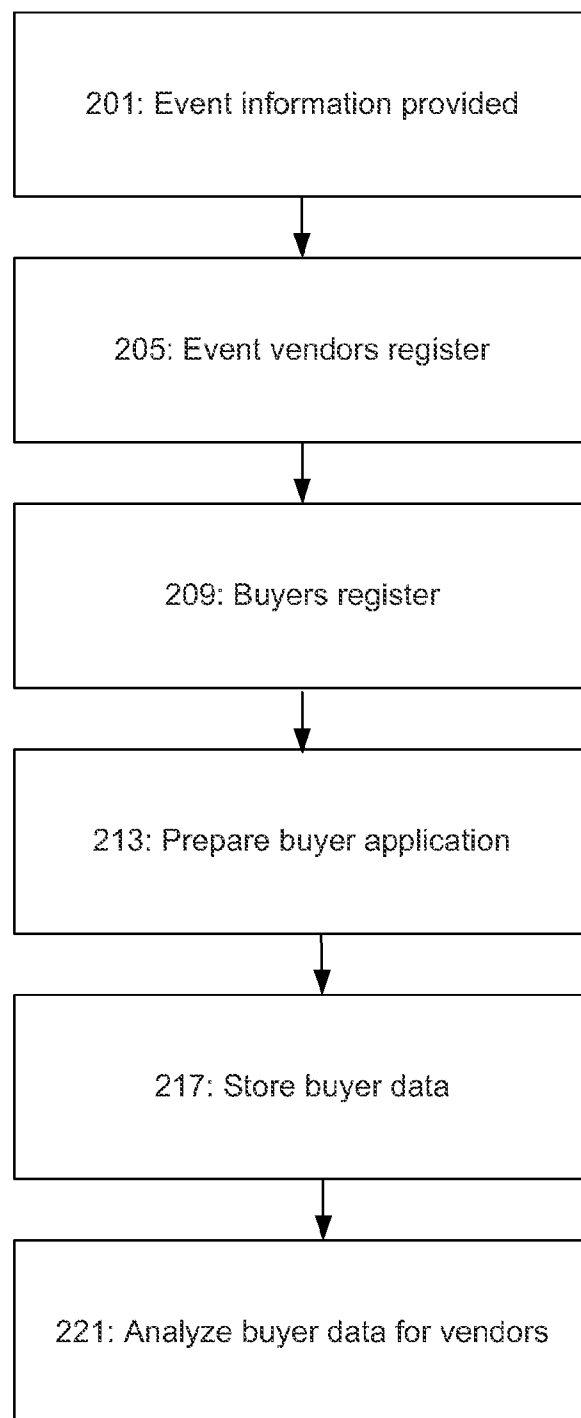 201: Event information provided
205: Event vendors register
209: Buyers register
213: Prepare buyer application
217: Store buyer data
221: Analyze buyer data for vendors